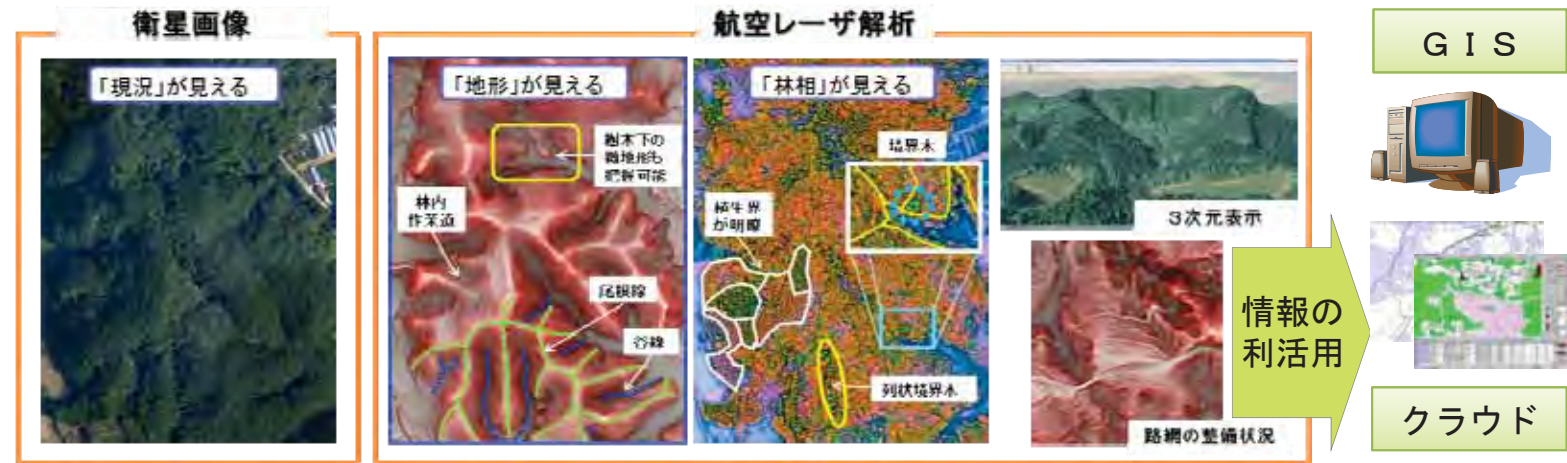 衛星画像
航空レーザ解析
「現況」が見える
「地形」が見える
樹木下の
微地形も
把握可能
林内
作業道
尾根線
谷線
「林相」が見える
境界木
植生界
が明瞭
列状境界木
3次元表示
路網の整備状況
情報の
利活用
GIS
クラウド